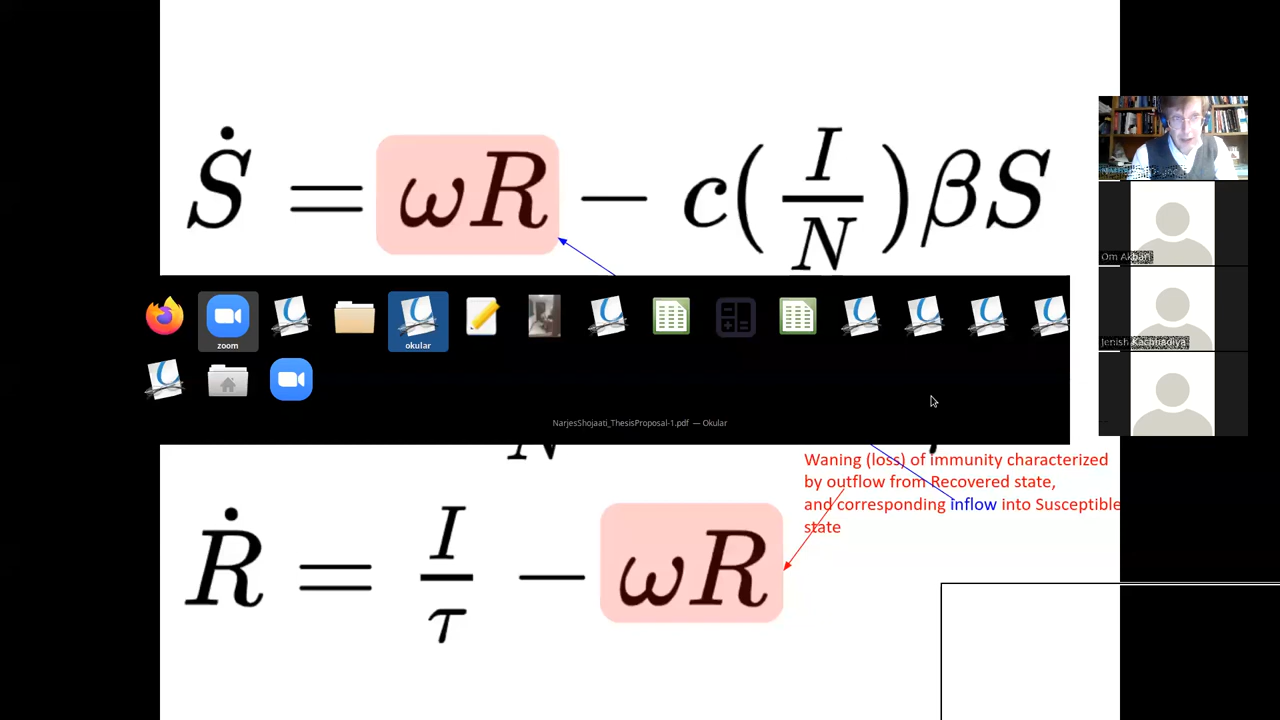 Ṡ = ωR − c(I/N)βS
zoom
okular
NarjesShojaati_ThesisProposal-1.pdf — Okular
N
Waning (loss) of immunity characterized
by outflow from Recovered state,
and corresponding inflow into Susceptible
state
Ṙ = I/τ − ωR
Om Akbari
Jenish Kachhadiya